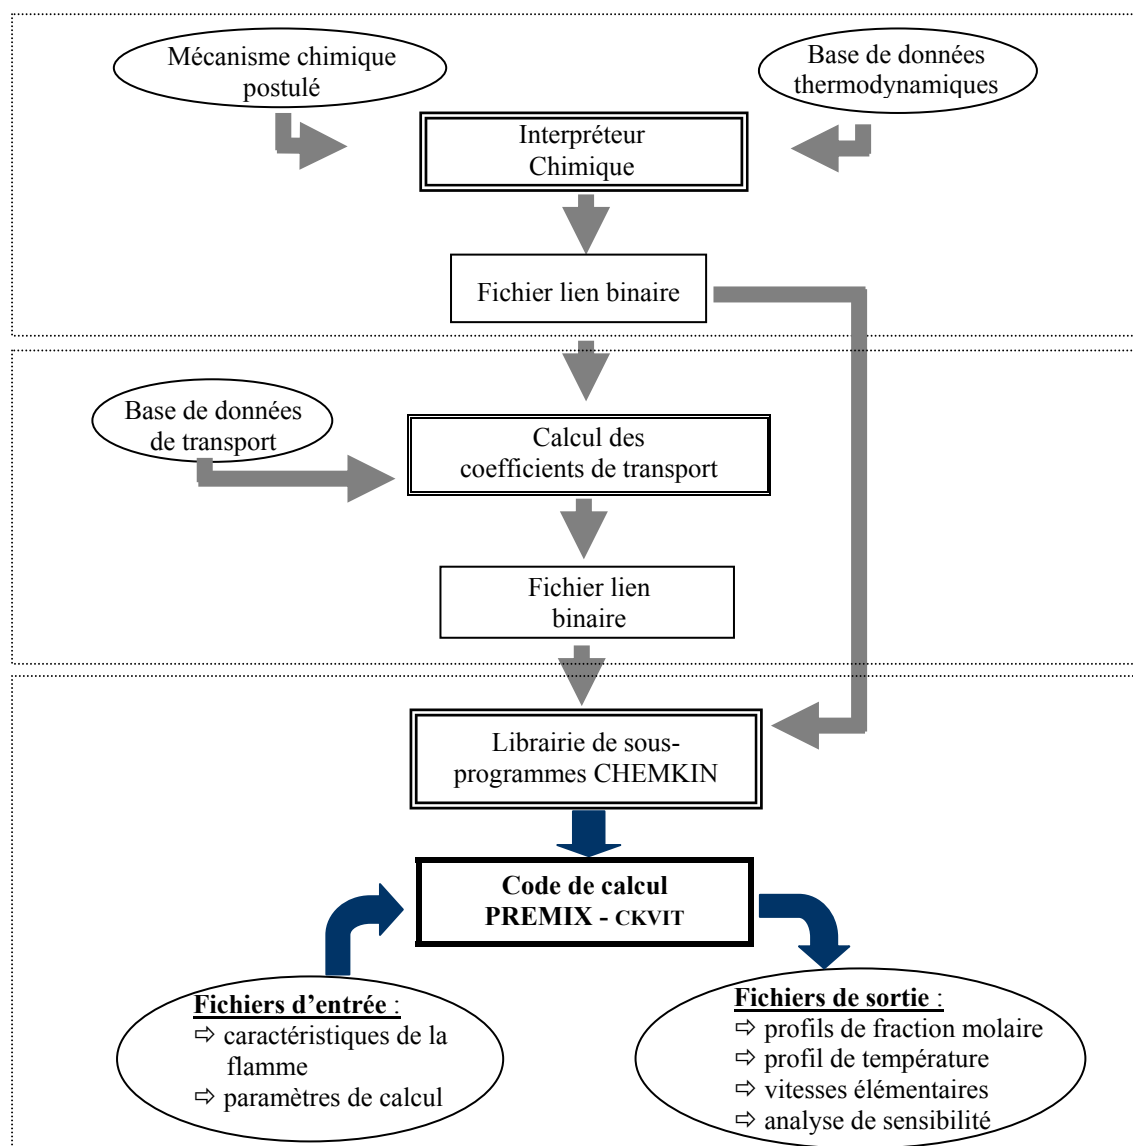 Mécanisme chimique
postulé
Base de données
thermodynamiques
Interpréteur
Chimique
Fichier lien binaire
Base de données
de transport
Calcul des
coefficients de transport
Fichier lien
binaire
Librairie de sous-
programmes CHEMKIN
Code de calcul
PREMIX - CKVIT
Fichiers d’entrée :
⇨ caractéristiques de la
flamme
⇨ paramètres de calcul
Fichiers de sortie :
⇨ profils de fraction molaire
⇨ profil de température
⇨ vitesses élémentaires
⇨ analyse de sensibilité